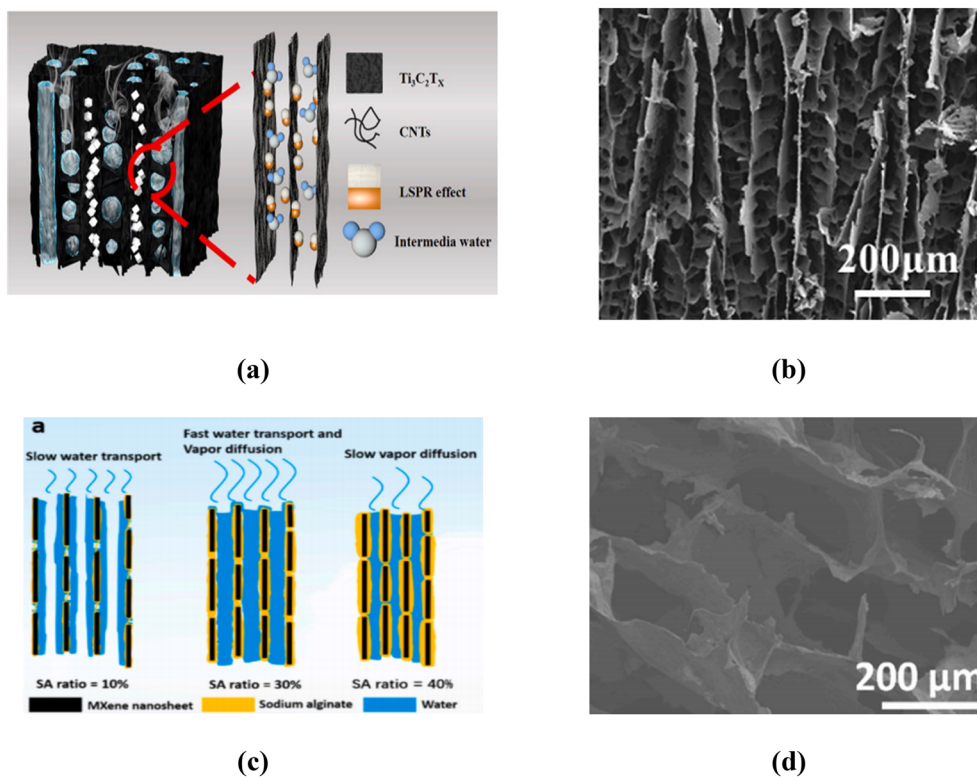 Ti₃C₂TX
CNTs
LSPR effect
Intermedia water
200μm
(a)
(b)
a
Slow water transport
Fast water transport and
Vapor diffusion
Slow vapor diffusion
SA ratio = 10%
SA ratio = 30%
SA ratio = 40%
MXene nanosheet
Sodium alginate
Water
200 μm
(c)
(d)